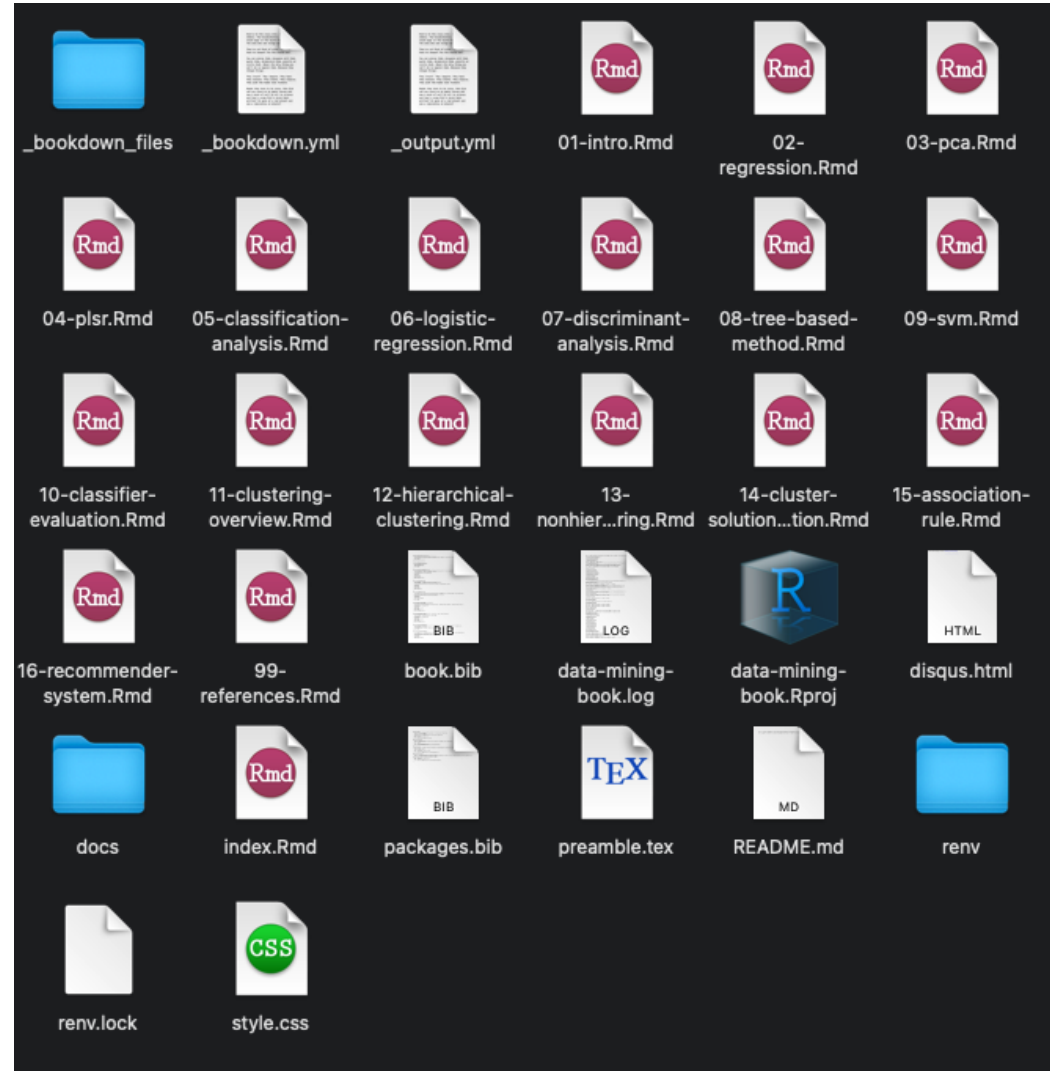 _bookdown_files
_bookdown.yml
_output.yml
Rmd
01-intro.Rmd
Rmd
02-
regression.Rmd
Rmd
03-pca.Rmd
Rmd
04-plsr.Rmd
Rmd
05-classification-
analysis.Rmd
Rmd
06-logistic-
regression.Rmd
Rmd
07-discriminant-
analysis.Rmd
Rmd
08-tree-based-
method.Rmd
Rmd
09-svm.Rmd
Rmd
10-classifier-
evaluation.Rmd
Rmd
11-clustering-
overview.Rmd
Rmd
12-hierarchical-
clustering.Rmd
Rmd
13-
nonhier...ring.Rmd
Rmd
14-cluster-
solution...tion.Rmd
Rmd
15-association-
rule.Rmd
Rmd
16-recommender-
system.Rmd
Rmd
99-
references.Rmd
BIB
book.bib
LOG
data-mining-
book.log
R
data-mining-
book.Rproj
HTML
disqus.html
docs
Rmd
index.Rmd
BIB
packages.bib
TEX
preamble.tex
MD
README.md
renv
renv.lock
CSS
style.css